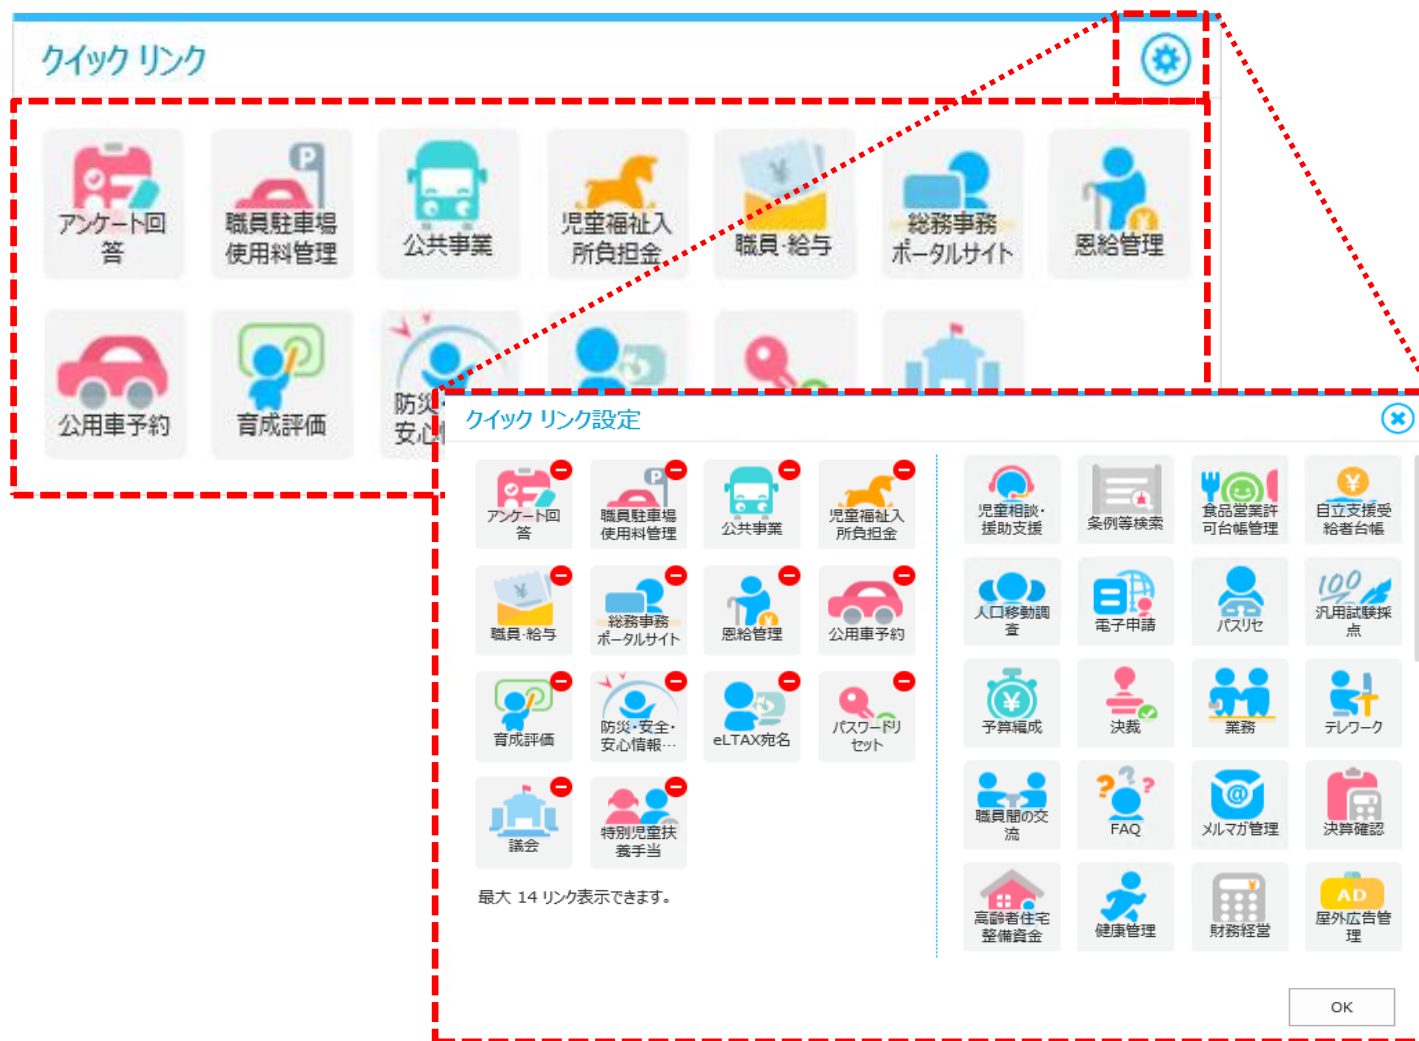 クイック リンク
アンケート回
答
職員駐車場
使用料管理
公共事業
児童福祉入
所負担金
¥
職員・給与
総務事務
ポータルサイト
恩給管理
P
¥
公用車予約
育成評価
防災・
安心
クイック リンク設定
アンケート回
答
P
職員駐車場
使用料管理
公共事業
児童福祉入
所負担金
¥
職員・給与
総務事務
ポータルサイト
¥
恩給管理
公用車予約
育成評価
防災・安全・
安心情報…
eLTAX宛名
パスワードリ
セット
議会
特別児童扶
養手当
最大 14 リンク表示できます。
児童相談・
援助支援
条例等検索
食品営業許
可台帳管理
¥
自立支援受
給者台帳
人口移動調
査
電子申請
パスリセ
100
汎用試験採
点
¥
予算編成
決裁
業務
テレワーク
職員間の交
流
???
FAQ
@
メルマガ管理
決算確認
高齢者住宅
整備資金
健康管理
¥
財務経営
AD
屋外広告管
理
OK